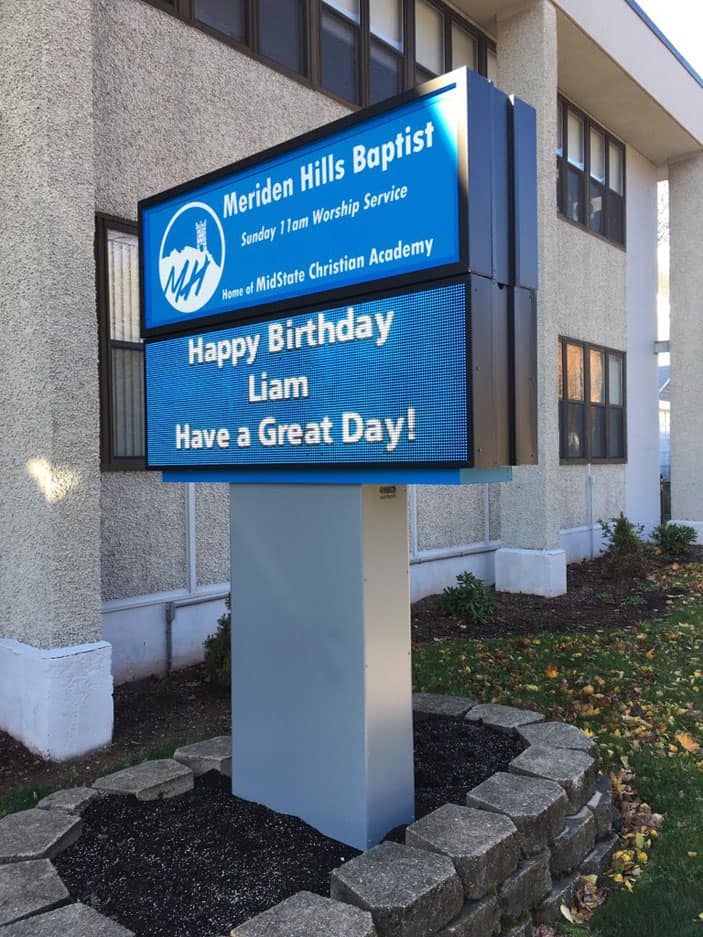 Meriden Hills Baptist
Sunday 11am Worship Service
MH
Home of MidState Christian Academy
Happy Birthday
Liam
Have a Great Day!